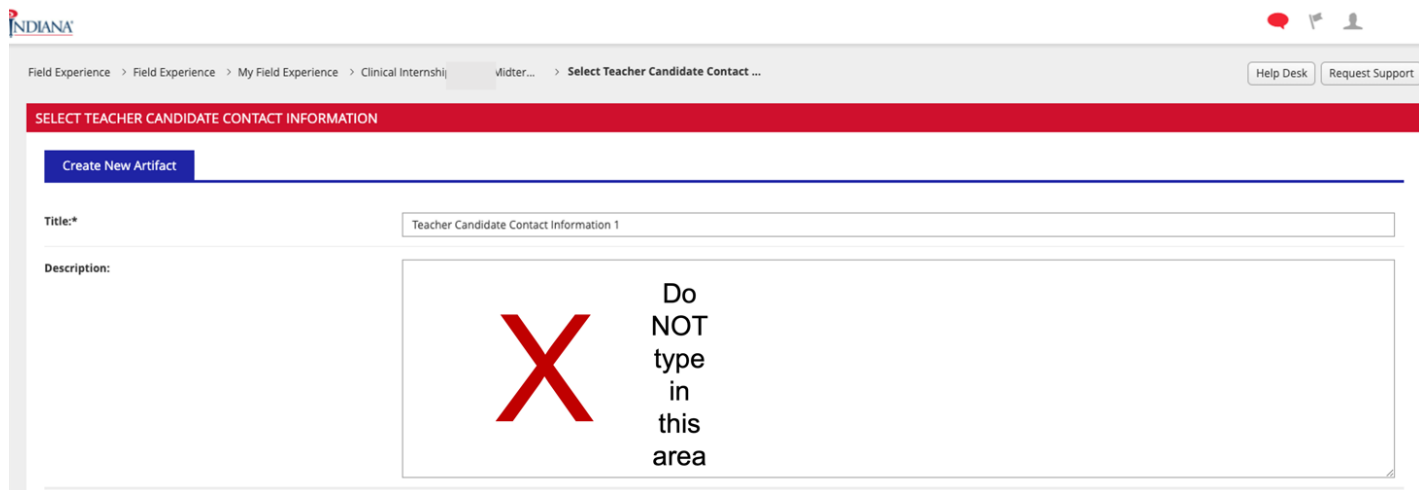 INDIANA
Field Experience > Field Experience > My Field Experience > Clinical Internshi Midter... > Select Teacher Candidate Contact ...
Help Desk
Request Support
SELECT TEACHER CANDIDATE CONTACT INFORMATION
Create New Artifact
Title:*
Teacher Candidate Contact Information 1
Description:
X
Do
NOT
type
in
this
area